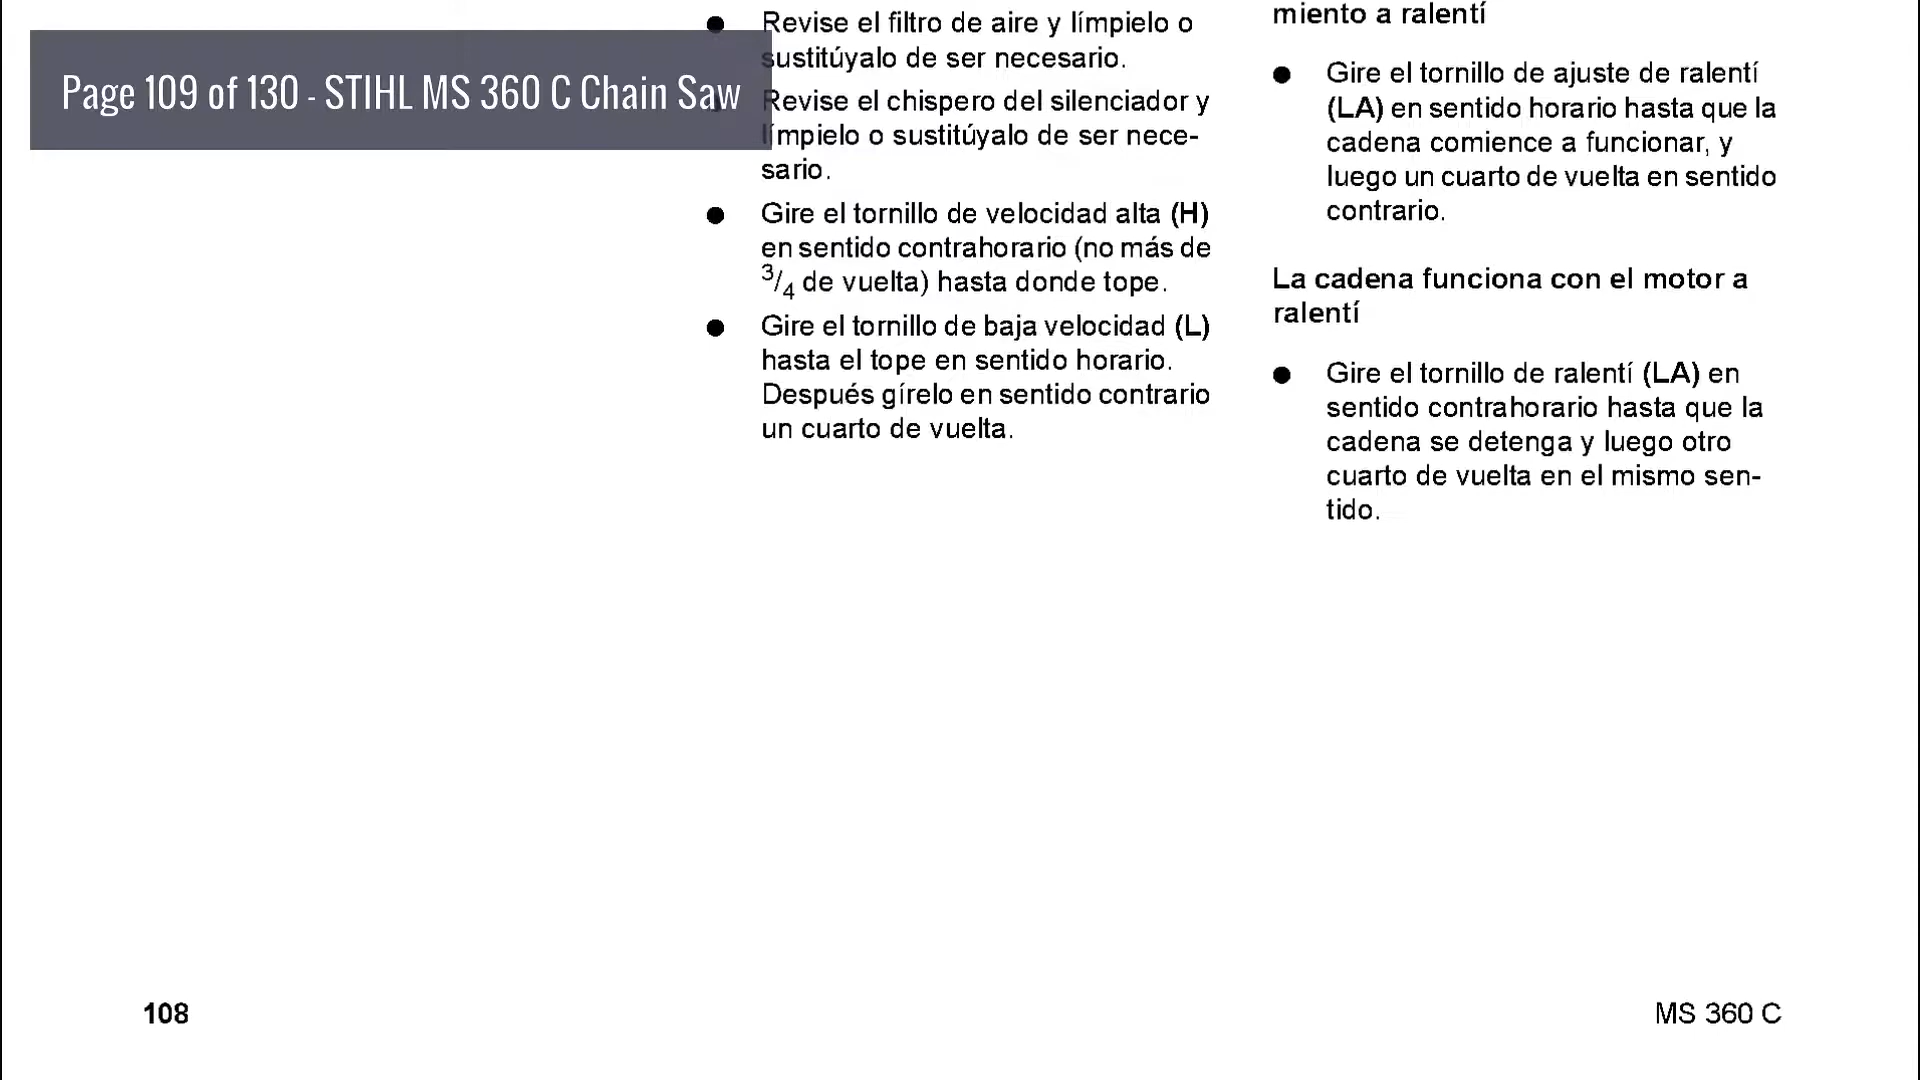 Page 109 of 130 - STIHL MS 360 C Chain Saw
● Revise el filtro de aire y límpielo o
sustitúyalo de ser necesario.
Revise el chispero del silenciador y
límpielo o sustitúyalo de ser nece-
sario.
● Gire el tornillo de velocidad alta (H)
en sentido contrahorario (no más de
3/4 de vuelta) hasta donde tope.
● Gire el tornillo de baja velocidad (L)
hasta el tope en sentido horario.
Después gírelo en sentido contrario
un cuarto de vuelta.
miento a ralentí
● Gire el tornillo de ajuste de ralentí
(LA) en sentido horario hasta que la
cadena comience a funcionar, y
luego un cuarto de vuelta en sentido
contrario.
La cadena funciona con el motor a
ralentí
● Gire el tornillo de ralentí (LA) en
sentido contrahorario hasta que la
cadena se detenga y luego otro
cuarto de vuelta en el mismo sen-
tido.
108
MS 360 C